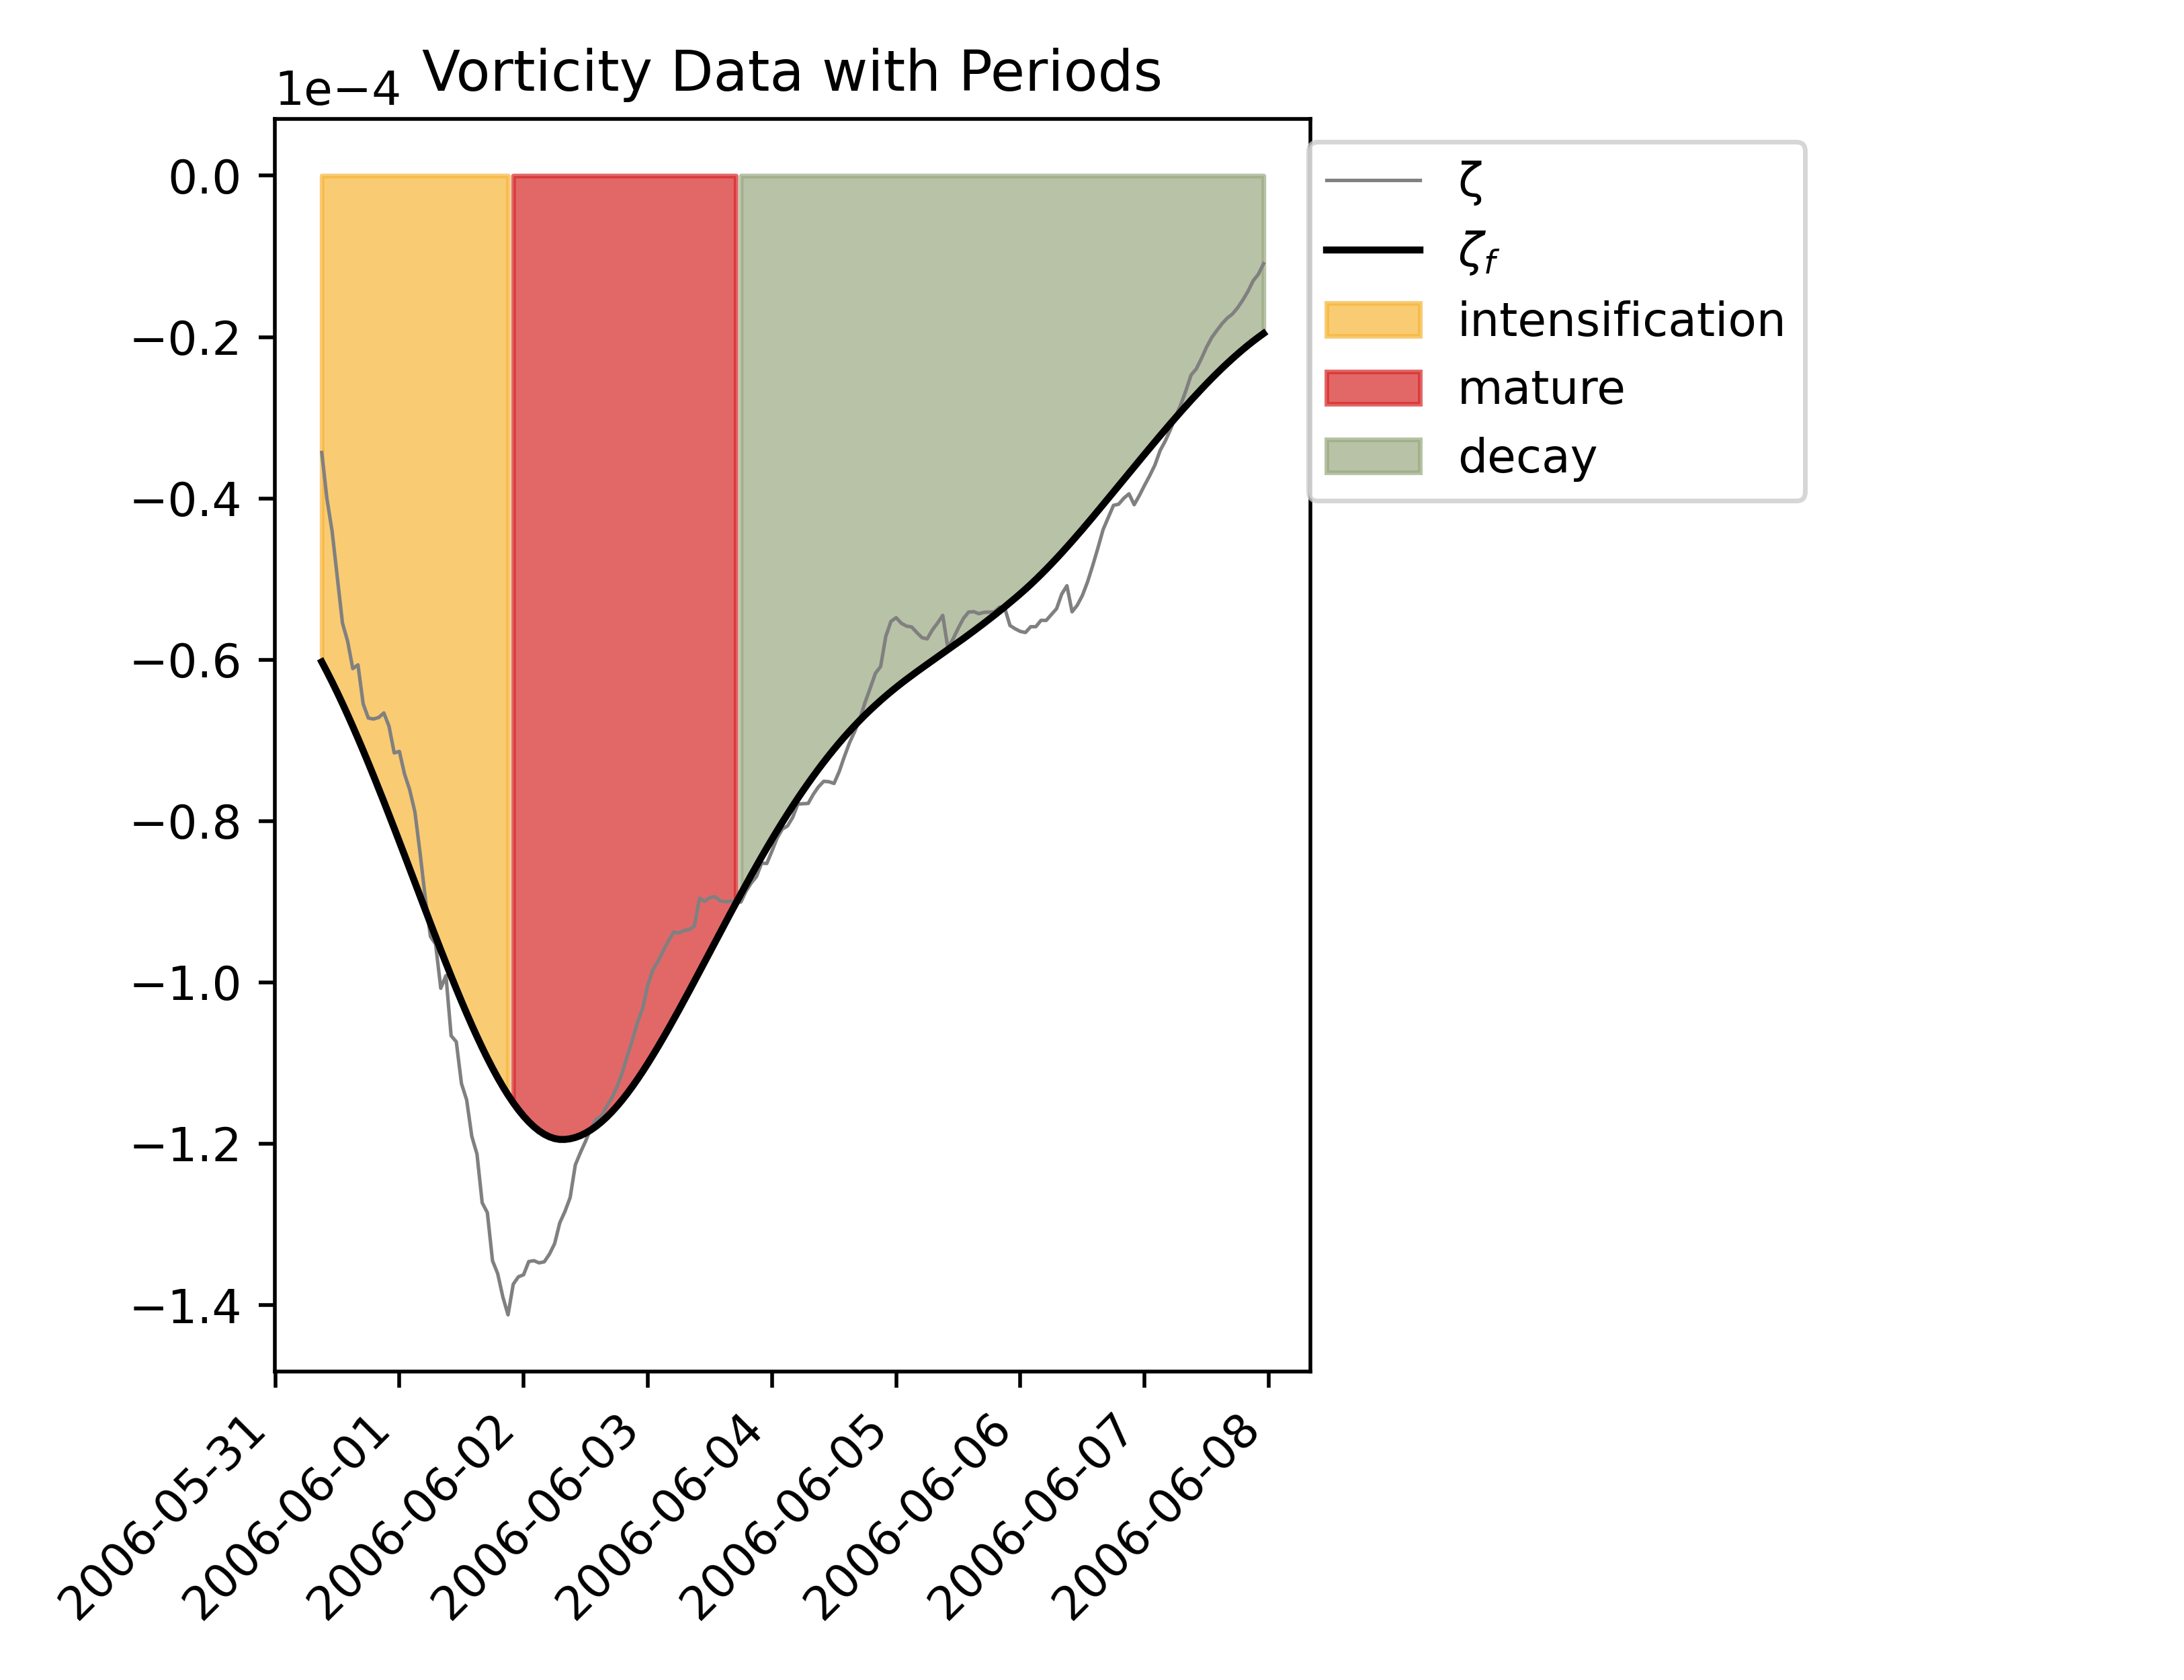 Vorticity Data with Periods
1e−4
0.0
−0.2
−0.4
−0.6
−0.8
−1.0
−1.2
−1.4
2006-05-31
2006-06-01
2006-06-02
2006-06-03
2006-06-04
2006-06-05
2006-06-06
2006-06-07
2006-06-08
ζ
ζf
intensification
mature
decay